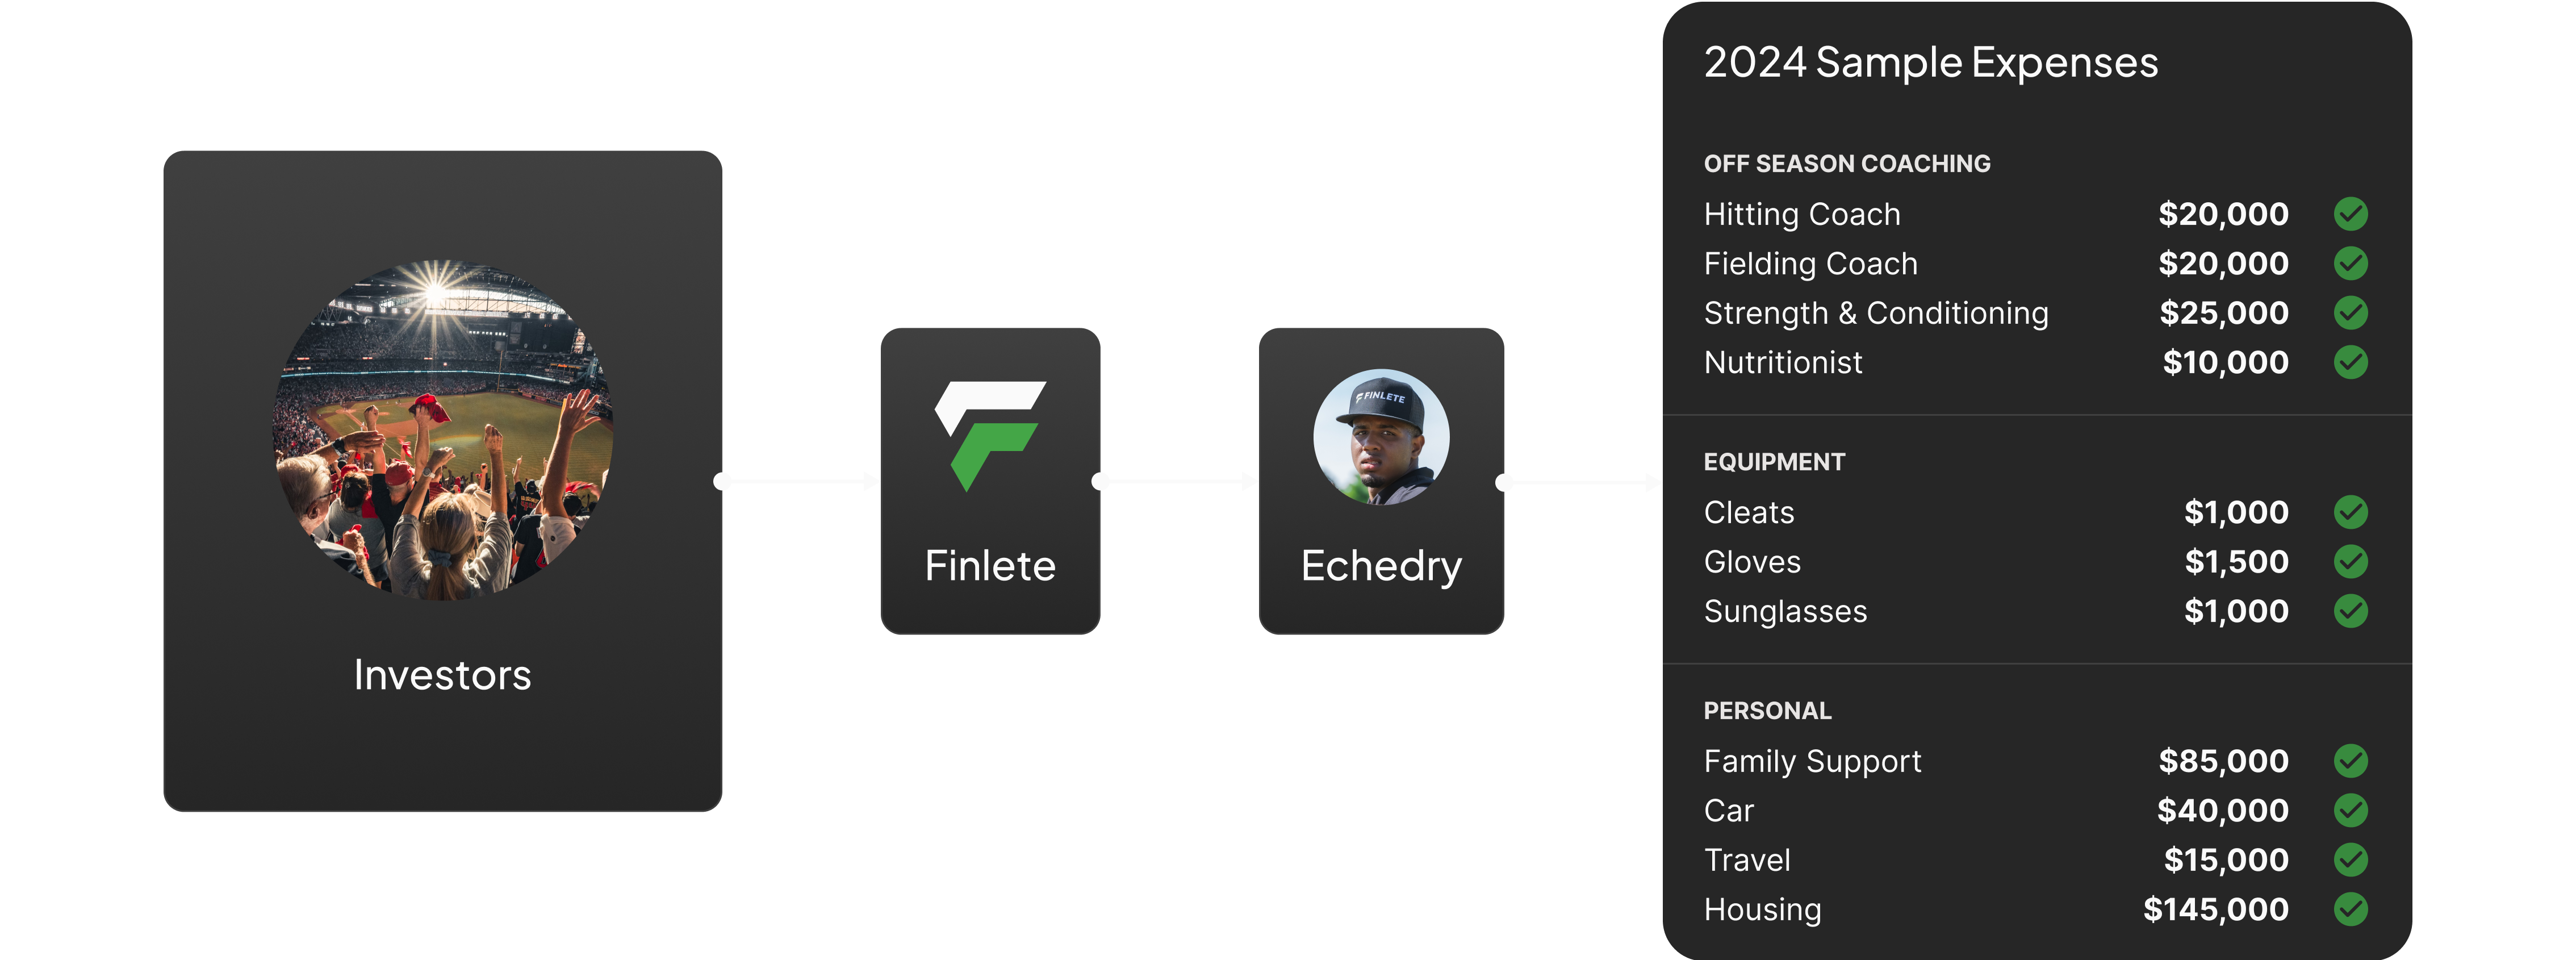 Investors
Finlete
FINLETE
Echedry
2024 Sample Expenses
OFF SEASON COACHING
Hitting Coach $20,000
Fielding Coach $20,000
Strength & Conditioning $25,000
Nutritionist $10,000
EQUIPMENT
Cleats $1,000
Gloves $1,500
Sunglasses $1,000
PERSONAL
Family Support $85,000
Car $40,000
Travel $15,000
Housing $145,000